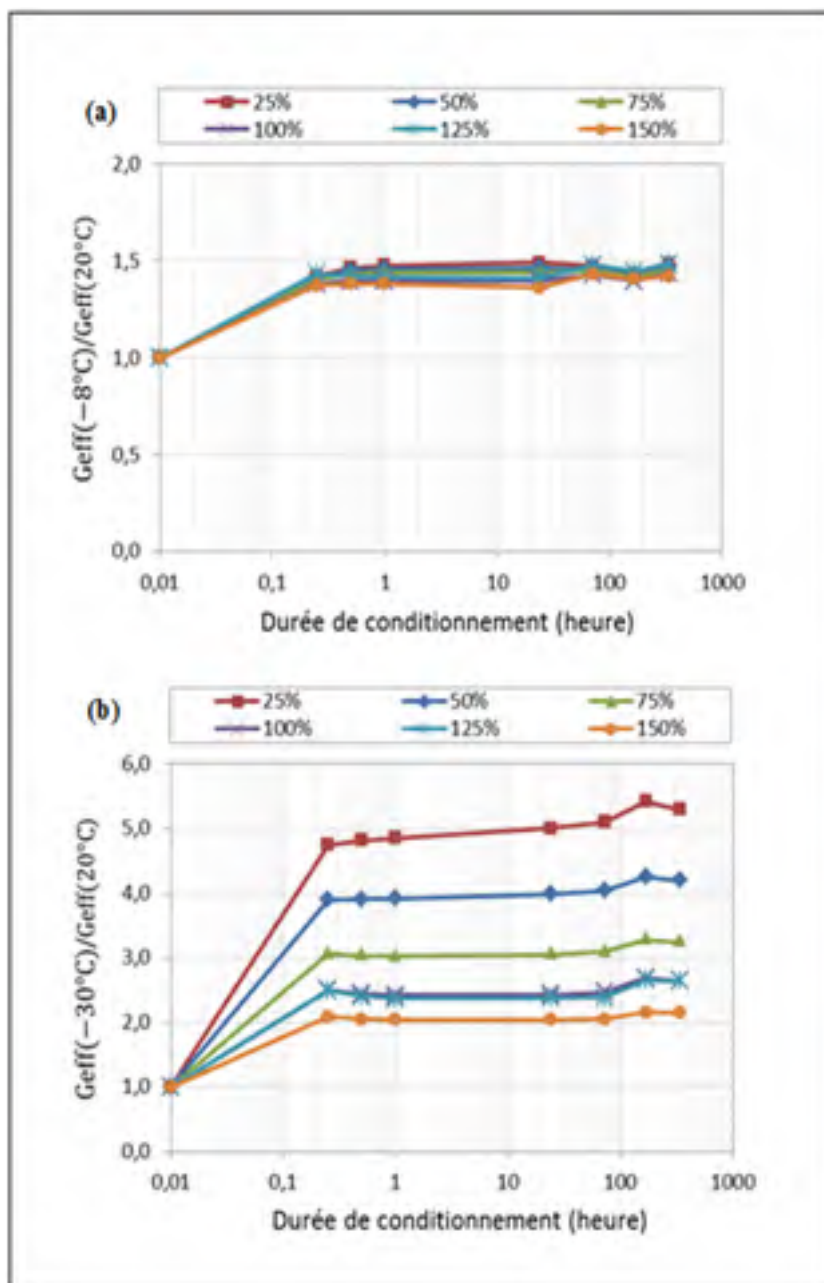 (a)
25% 50% 75%
100% 125% 150%
Geff(−8°C)/Geff(20°C)
2,0
1,5
1,0
0,5
0,0
0,01 0,1 1 10 100 1000
Durée de conditionnement (heure)
(b)
25% 50% 75%
100% 125% 150%
Geff(−30°C)/Geff(20°C)
6,0
5,0
4,0
3,0
2,0
1,0
0,0
0,01 0,1 1 10 100 1000
Durée de conditionnement (heure)